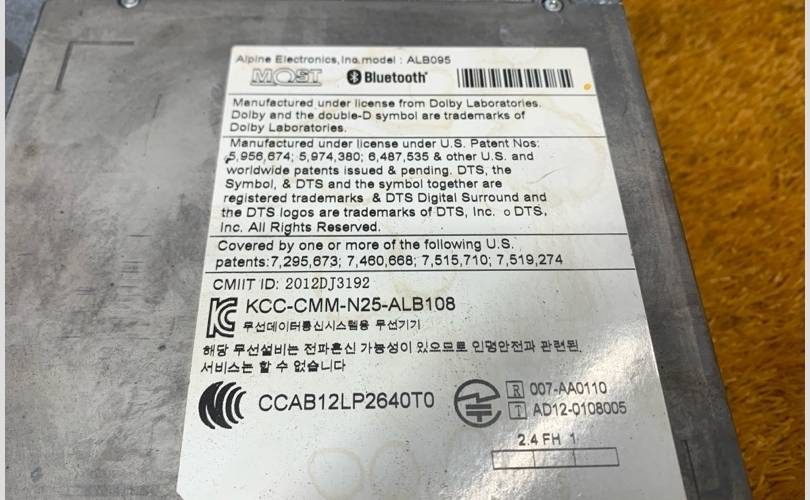 Alpine Electronics,Inc.model : ALB095
MOST Bluetooth
Manufactured under license from Dolby Laboratories.
Dolby and the double-D symbol are trademarks of
Dolby Laboratories.
Manufactured under license under U.S. Patent Nos:
5,956,674; 5,974,380; 6,487,535 & other U.S. and
worldwide patents issued & pending. DTS, the
Symbol, & DTS and the symbol together are
registered trademarks & DTS Digital Surround and
the DTS logos are trademarks of DTS, Inc. © DTS,
Inc. All Rights Reserved.
Covered by one or more of the following U.S.
patents:7,295,673; 7,460,668; 7,515,710; 7,519,274
CMIIT ID: 2012DJ3192
KCC-CMM-N25-ALB108
무선데이터통신시스템용 무선기기
해당 무선설비는 전파혼신 가능성이 있으므로 인명안전과 관련된
서비스는 할 수 없습니다
CCAB12LP2640T0
R 007-AA0110
T AD12-0108005
2.4 FH 1